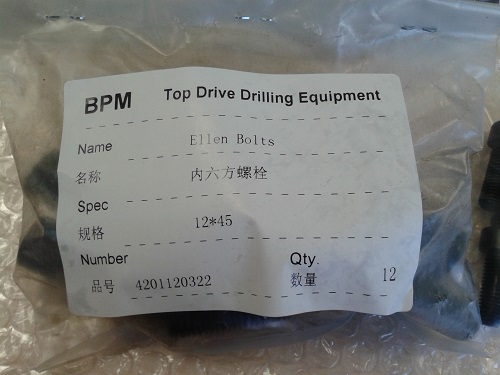 BPM Top Drive Drilling Equipment
Name Ellen Bolts
名称 内六方螺栓
Spec
规格 12*45
Number Qty.
品号 4201120322 数量 12